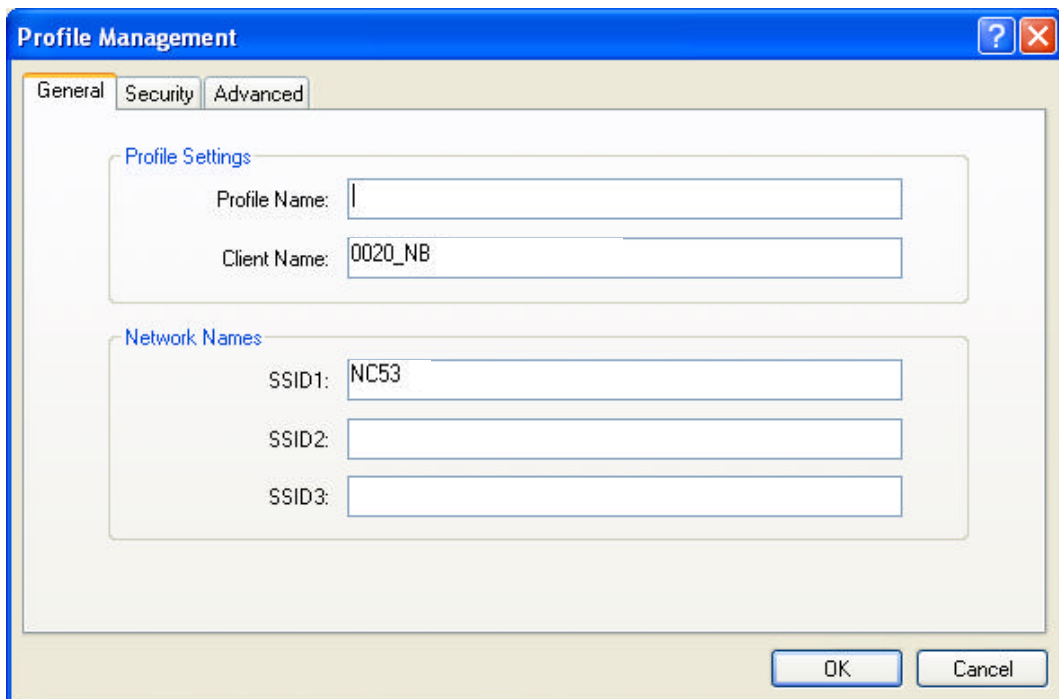 Profile Management
General Security Advanced
Profile Settings
Profile Name:
Client Name: 0020_NB
Network Names
SSID1: NC53
SSID2:
SSID3:
OK Cancel